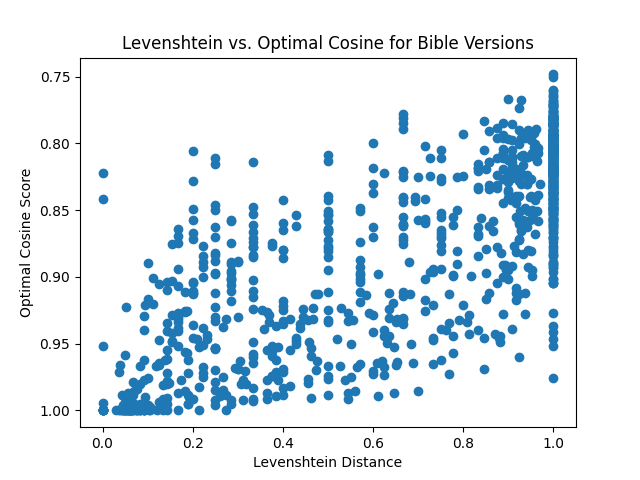 Levenshtein vs. Optimal Cosine for Bible Versions
0.75
0.80
0.85
0.90
0.95
1.00
Optimal Cosine Score
0.0 0.2 0.4 0.6 0.8 1.0
Levenshtein Distance